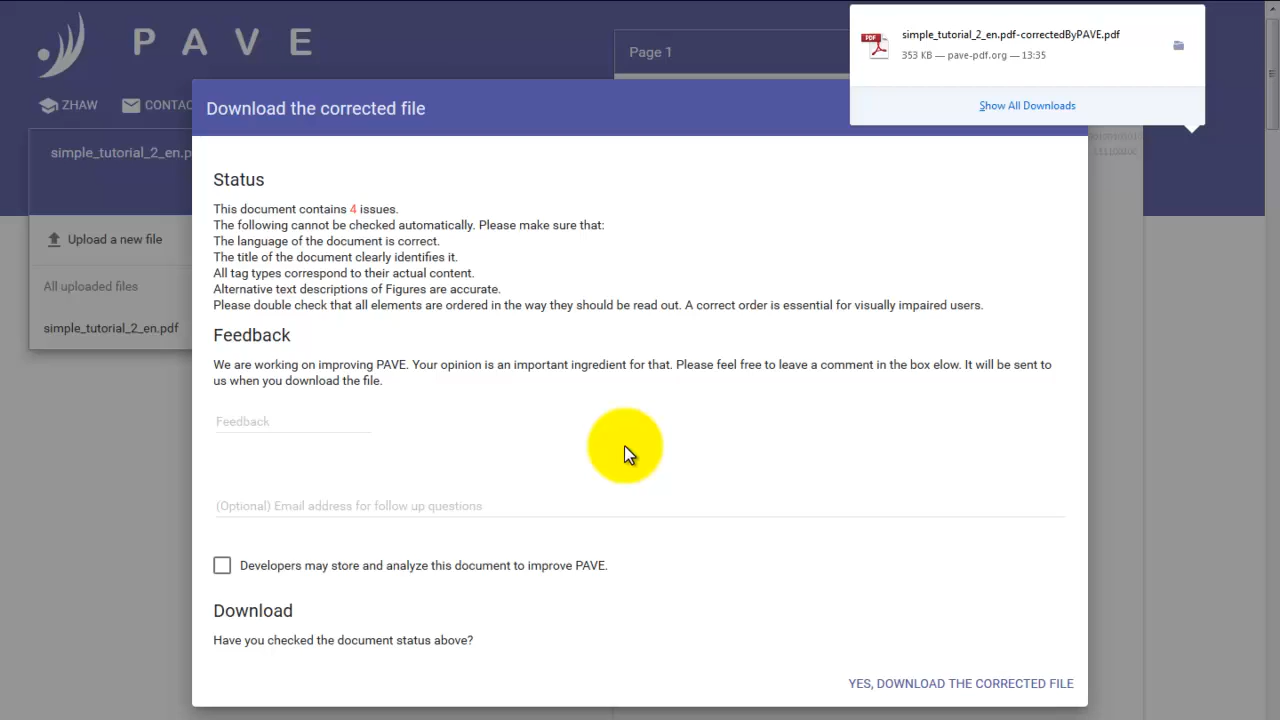 PAVE
Page 1
simple_tutorial_2_en.pdf-correctedByPAVE.pdf
353 KB — pave-pdf.org — 13:35
Show All Downloads
ZHAW
CONTAC
Download the corrected file
simple_tutorial_2_en.p
Upload a new file
All uploaded files
simple_tutorial_2_en.pdf
Status
This document contains 4 issues.
The following cannot be checked automatically. Please make sure that:
The language of the document is correct.
The title of the document clearly identifies it.
All tag types correspond to their actual content.
Alternative text descriptions of Figures are accurate.
Please double check that all elements are ordered in the way they should be read out. A correct order is essential for visually impaired users.
Feedback
We are working on improving PAVE. Your opinion is an important ingredient for that. Please feel free to leave a comment in the box elow. It will be sent to
us when you download the file.
Feedback
(Optional) Email address for follow up questions
Developers may store and analyze this document to improve PAVE.
Download
Have you checked the document status above?
YES, DOWNLOAD THE CORRECTED FILE